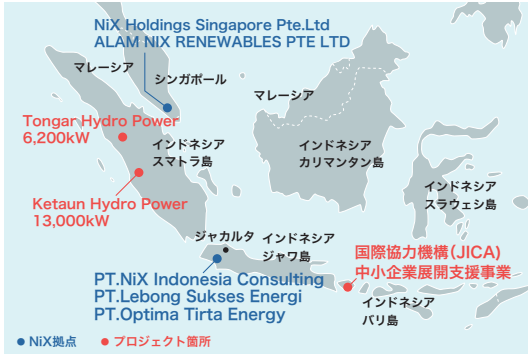 NiX Holdings Singapore Pte.Ltd
ALAM NIX RENEWABLES PTE LTD
マレーシア
シンガポール
マレーシア
Tongar Hydro Power
6,200kW
インドネシア
スマトラ島
インドネシア
カリマンタン島
Ketaun Hydro Power
13,000kW
インドネシア
スラウェシ島
ジャカルタ
インドネシア
ジャワ島
国際協力機構(JICA)
中小企業展開支援事業
PT.NiX Indonesia Consulting
PT.Lebong Sukses Energi
PT.Optima Tirta Energy
インドネシア
バリ島
NiX拠点
プロジェクト箇所